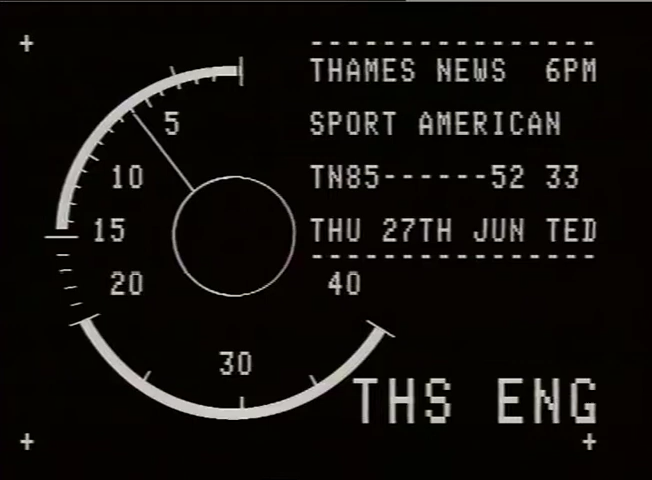 THAMES NEWS 6PM
SPORT AMERICAN
TN85------52 33
THU 27TH JUN TED
5
10
15
20
30
40
THS ENG